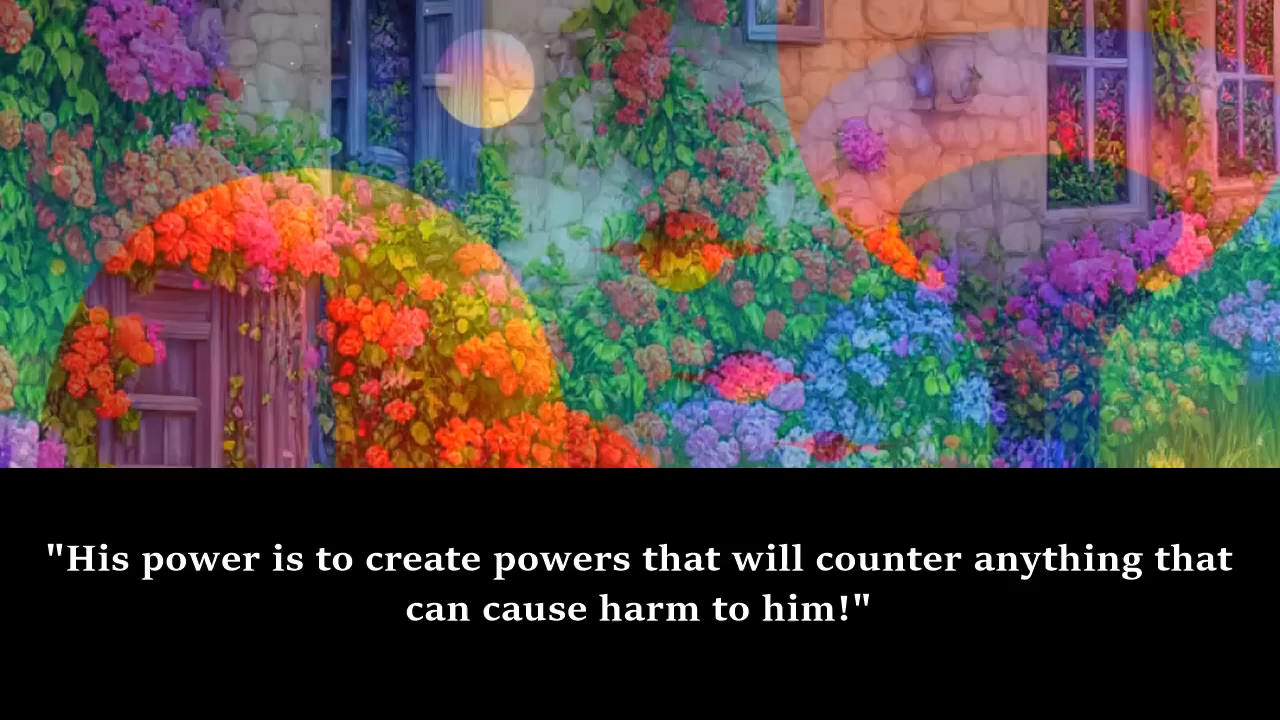 "His power is to create powers that will counter anything that
can cause harm to him!"